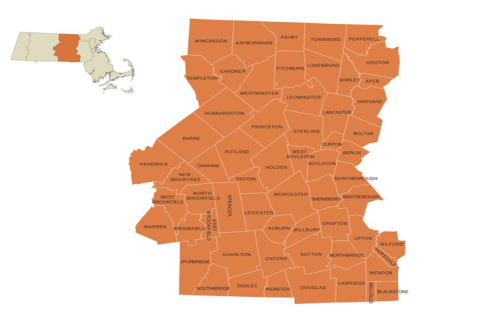 WINCHEDON
ASHBURNHAM
ASHBY
TOWNSEND
PEPPERELL
GROTON
LUNENBURG
FITCHBURG
GARDNER
TEMPLETON
SHIRLEY
AYER
WESTMINSTER
LEOMINSTER
HARVARD
HUBBARDSTON
LANCASTER
PRINCETON
STERLING
BOLTON
BARRE
CLINTON
RUTLAND
WEST
BOYLSTON
BERLIN
HARDWICK
OAKHAM
HOLDEN
BOYLSTON
NEW
BRAINTREE
PAXTON
NORTHBOROUGH
WEST
BROOKFIELD
NORTH
BROOKFIELD
SPENCER
WORCESTER
SHREWSBURY
WESTBOROUGH
LEICESTER
WARREN
BROOKFIELD
EAST
BROOKFIELD
AUBURN
MILLBURY
GRAFTON
UPTON
MILFORD
HOPEDALE
STURBRIDGE
CHARLTON
OXFORD
SUTTON
NORTHBRIDGE
MENDON
SOUTHBRIDGE
DUDLEY
WEBSTER
DOUGLAS
UXBRIDGE
MILLVILLE
BLACKSTONE